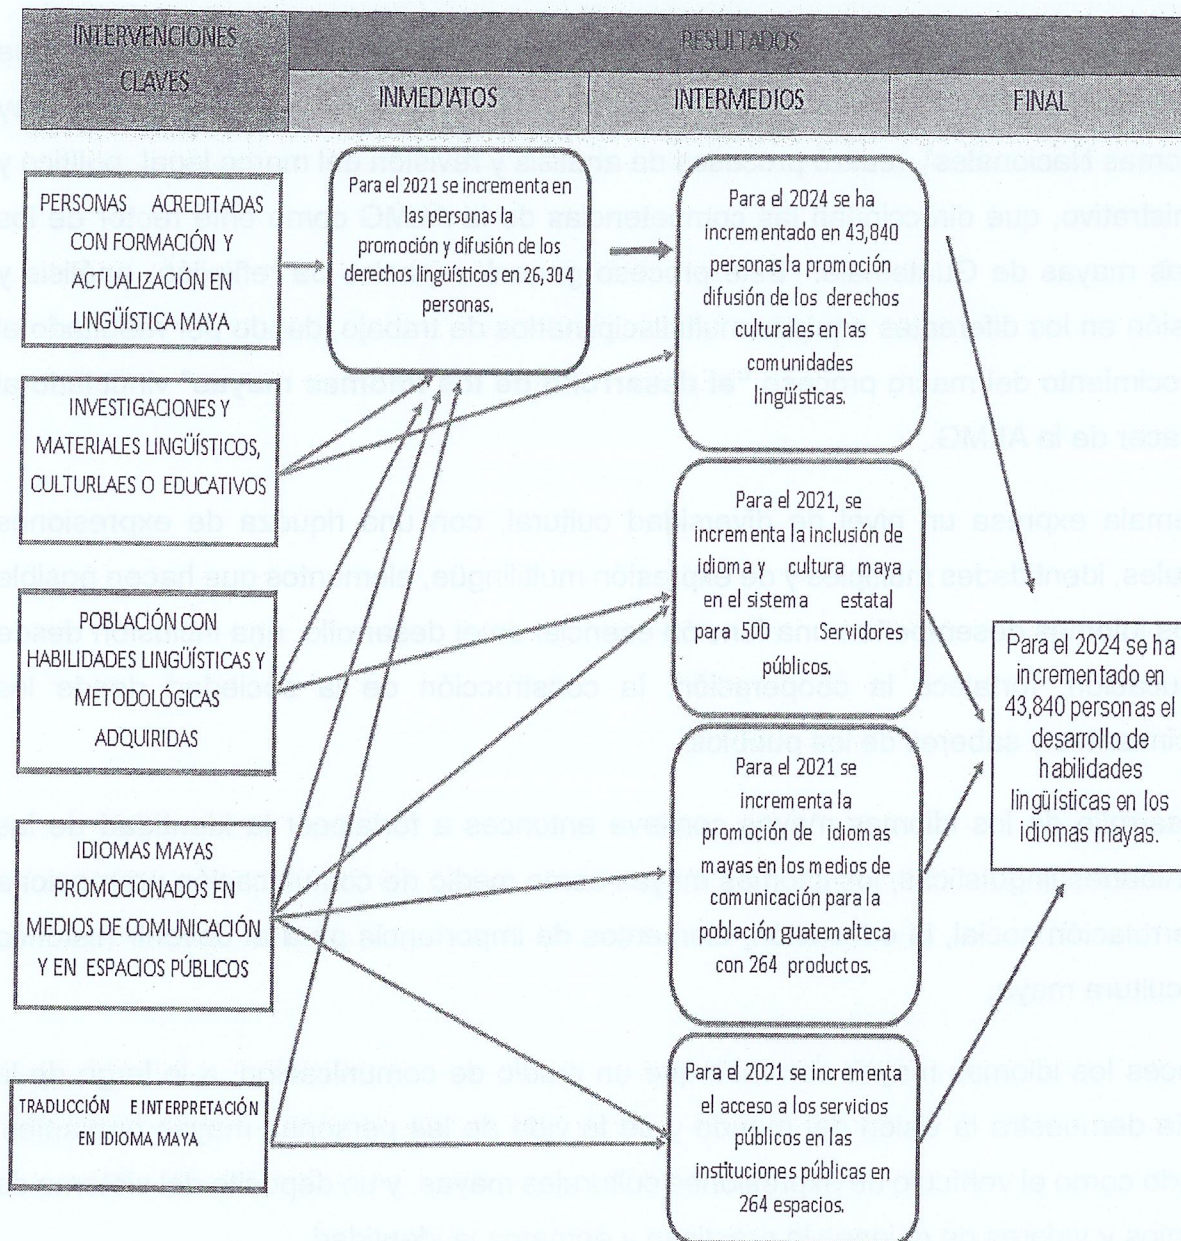 INTERVENCIONES
CLAVES
RESULTADOS
INMEDIATOS
INTERMEDIOS
FINAL
PERSONAS ACREDITADAS
CON FORMACIÓN Y
ACTUALIZACIÓN EN
LINGÜÍSTICA MAYA
INVESTIGACIONES Y
MATERIALES LINGÜÍSTICOS,
CULTURLAES O EDUCATIVOS
POBLACIÓN CON
HABILIDADES LINGÜÍSTICAS Y
METODOLÓGICAS
ADQUIRIDAS
IDIOMAS MAYAS
PROMOCIONADOS EN
MEDIOS DE COMUNICACIÓN
Y EN ESPACIOS PÚBLICOS
TRADUCCIÓN E INTERPRETACIÓN
EN IDIOMA MAYA
Para el 2021 se incrementa en
las personas la
promoción y difusión de los
derechos lingüísticos en 26,304
personas.
Para el 2024 se ha
incrementado en 43,840
personas la promoción
difusión de los derechos
culturales en las
comunidades
lingüísticas.
Para el 2021, se
incrementa la inclusión de
idioma y cultura maya
en el sistema estatal
para 500 Servidores
públicos.
Para el 2021 se
incrementa la
promoción de idiomas
mayas en los medios de
comunicación para la
población guatemalteca
con 264 productos.
Para el 2021 se incrementa
el acceso a los servicios
públicos en las
instituciones públicas en
264 espacios.
Para el 2024 se ha
incrementado en
43,840 personas el
desarrollo de
habilidades
lingüísticas en los
idiomas mayas.